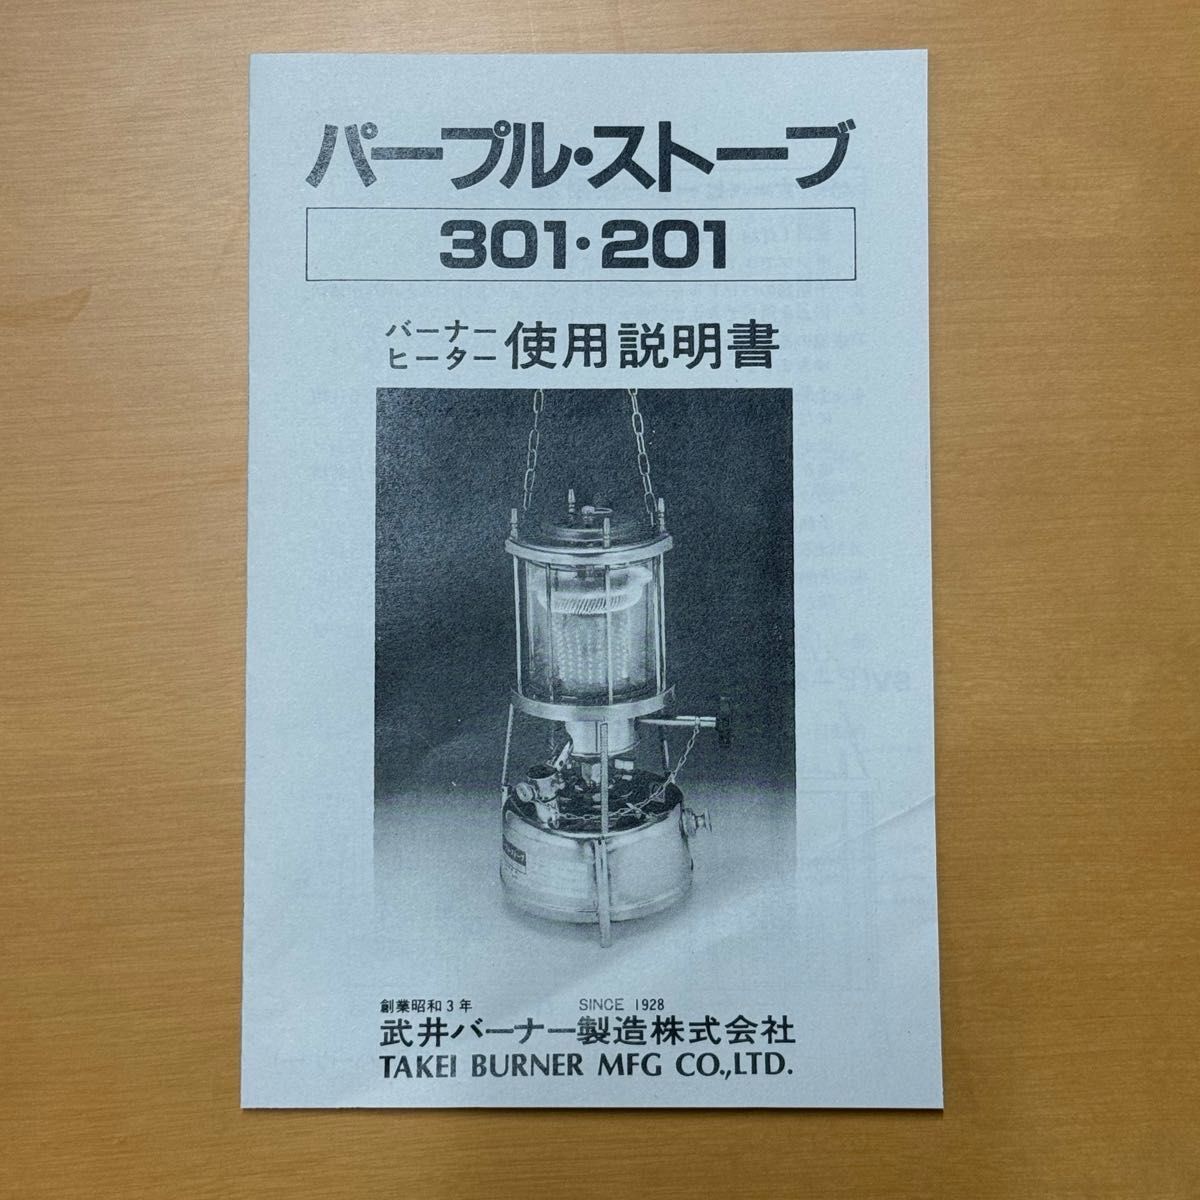 パープル・ストーブ
301・201
バーナー
ヒーター 使用説明書
創業昭和3年 SINCE 1928
武井バーナー製造株式会社
TAKEI BURNER MFG CO.,LTD.